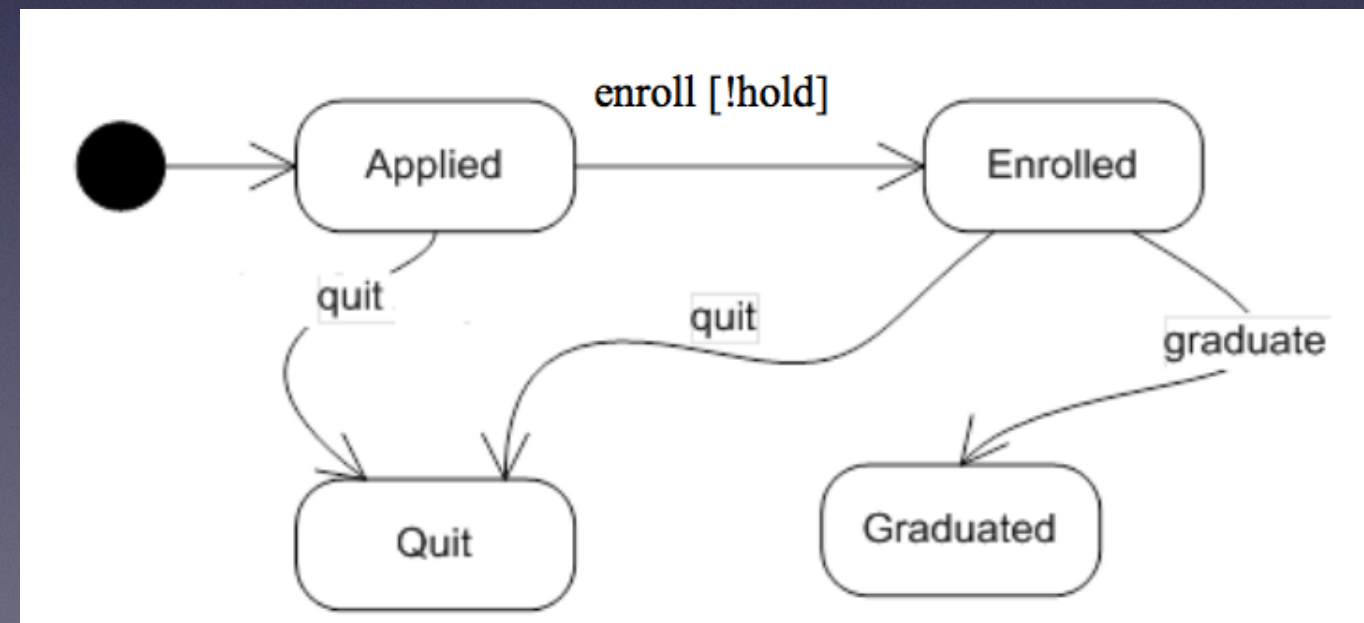 enroll [!hold]
Applied
Enrolled
quit
quit
graduate
Quit
Graduated